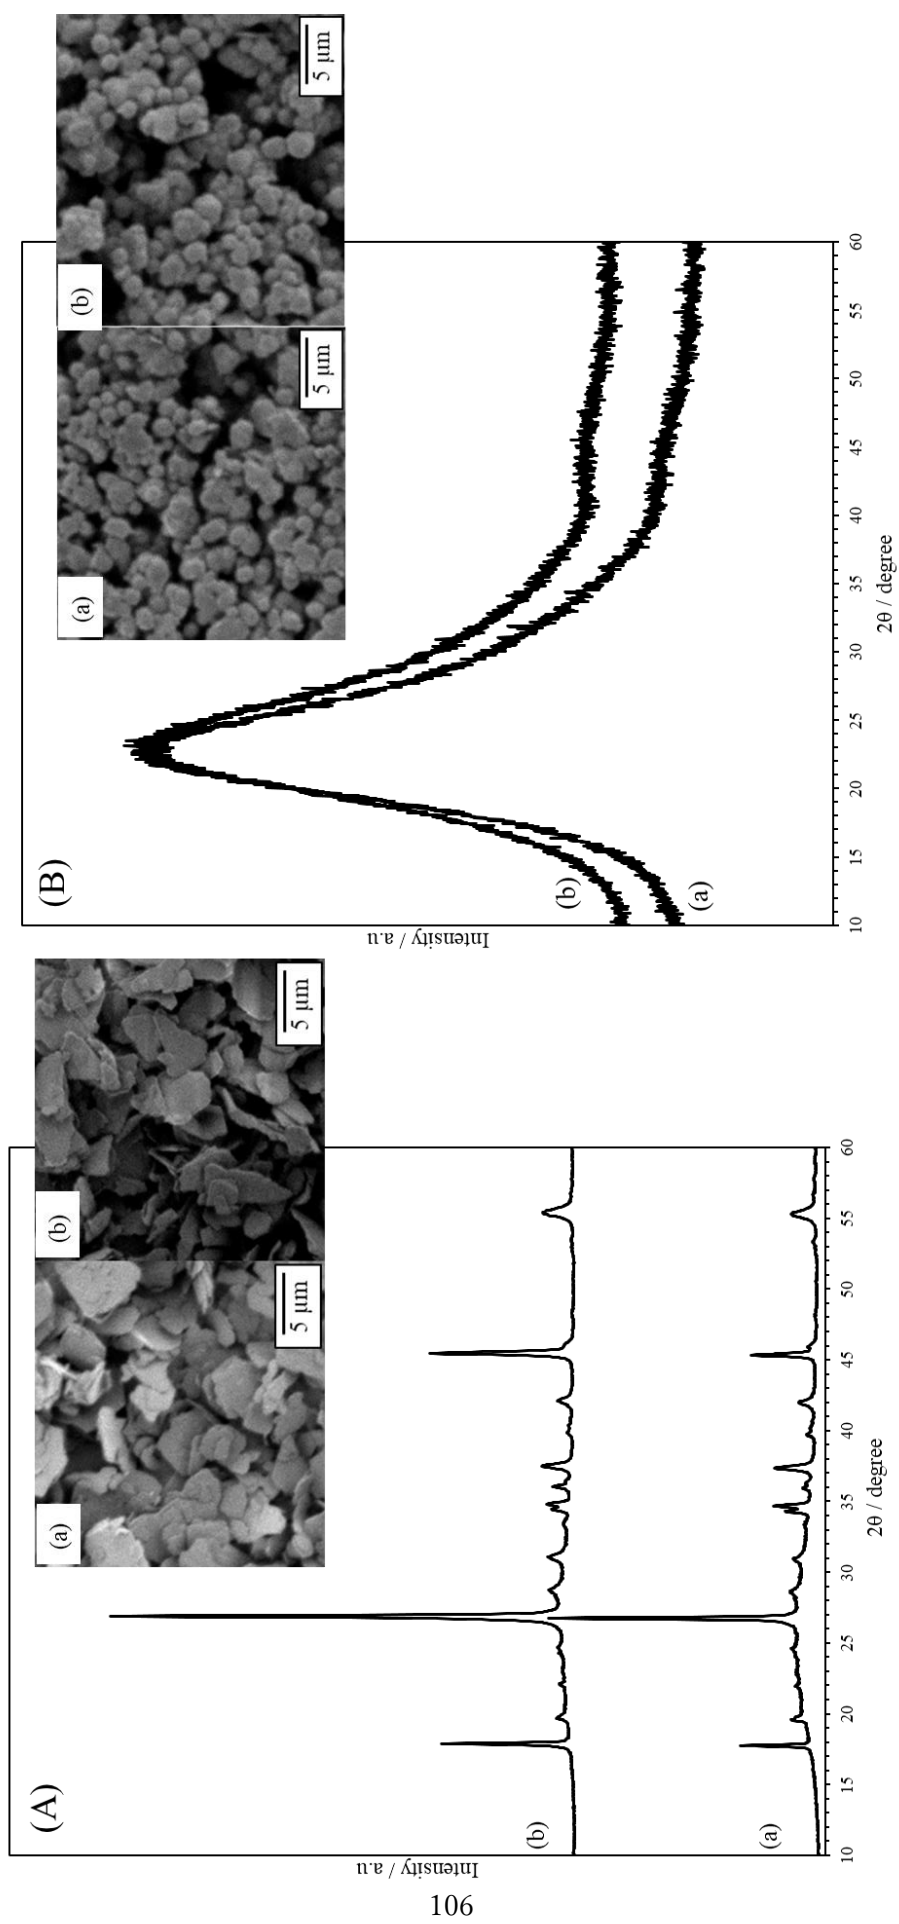 (A)
(a)
5 μm
(b)
5 μm
Intensity / a.u
(b)
(a)
10 15 20 25 30 35 40 45 50 55 60
2θ / degree
(B)
(a)
5 μm
(b)
5 μm
Intensity / a.u
(b)
(a)
10 15 20 25 30 35 40 45 50 55 60
2θ / degree
106